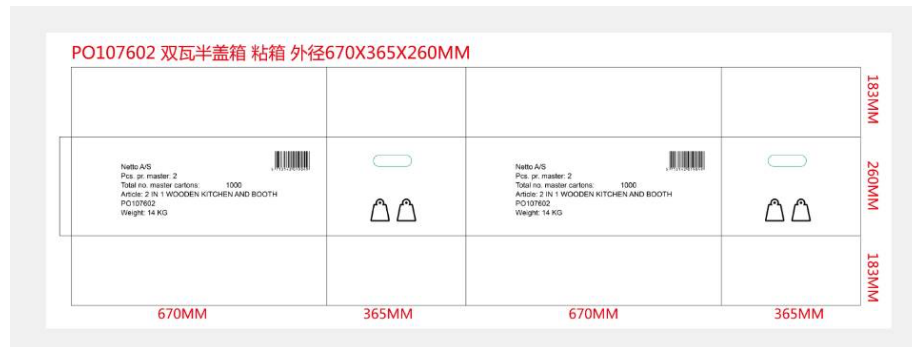 PO107602 双瓦半盖箱 粘箱 外径670X365X260MM
183MM
Netto A/S
Pcs. pr. master: 2
Total no. master cartons: 1000
Article: 2 IN 1 WOODEN KITCHEN AND BOOTH
PO107602
Weight: 14 KG
Netto A/S
Pcs. pr. master: 2
Total no. master cartons: 1000
Article: 2 IN 1 WOODEN KITCHEN AND BOOTH
PO107602
Weight: 14 KG
260MM
183MM
670MM
365MM
670MM
365MM